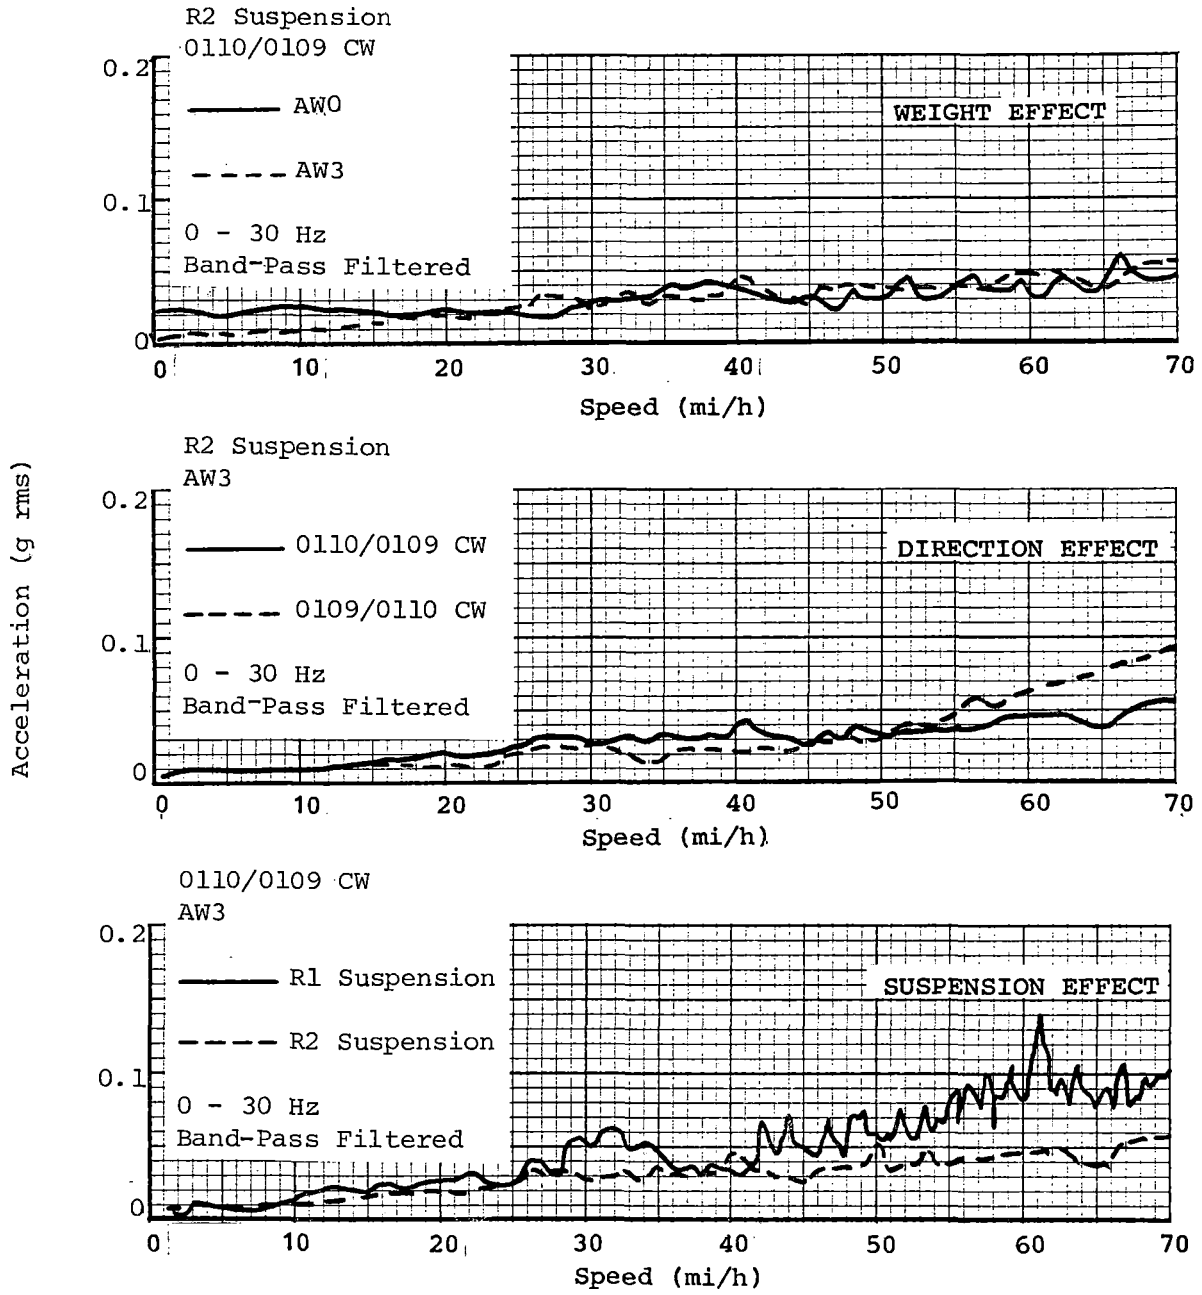 R2 Suspension
0110/0109 CW
0.2
AW0
WEIGHT EFFECT
AW3
0.1
0 - 30 Hz
Band-Pass Filtered
0
0 10 20 30 40 50 60 70
Speed (mi/h)
Acceleration (g rms)
R2 Suspension
AW3
0.2
0110/0109 CW
DIRECTION EFFECT
0109/0110 CW
0.1
0 - 30 Hz
Band-Pass Filtered
0
0 10 20 30 40 50 60 70
Speed (mi/h)
0110/0109 CW
AW3
0.2
R1 Suspension
SUSPENSION EFFECT
R2 Suspension
0.1
0 - 30 Hz
Band-Pass Filtered
0
0 10 20 30 40 50 60 70
Speed (mi/h)